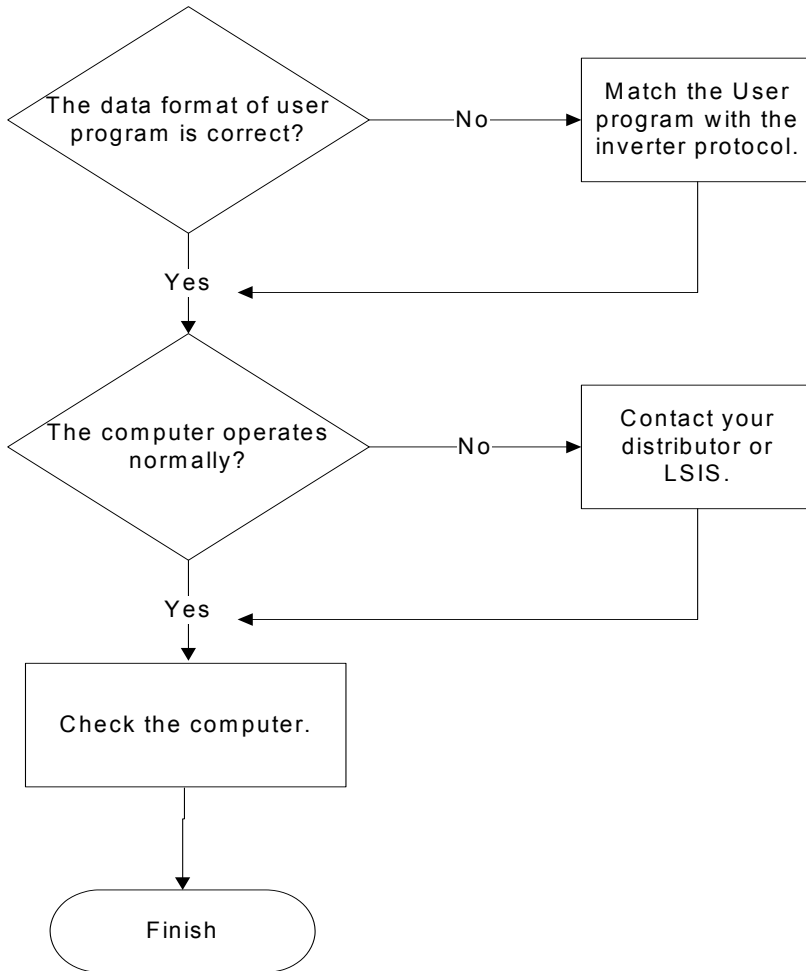 The data format of user
program is correct?
No
Match the User
program with the
inverter protocol.
Yes
The computer operates
normally?
No
Contact your
distributor or
LSIS.
Yes
Check the computer.
Finish